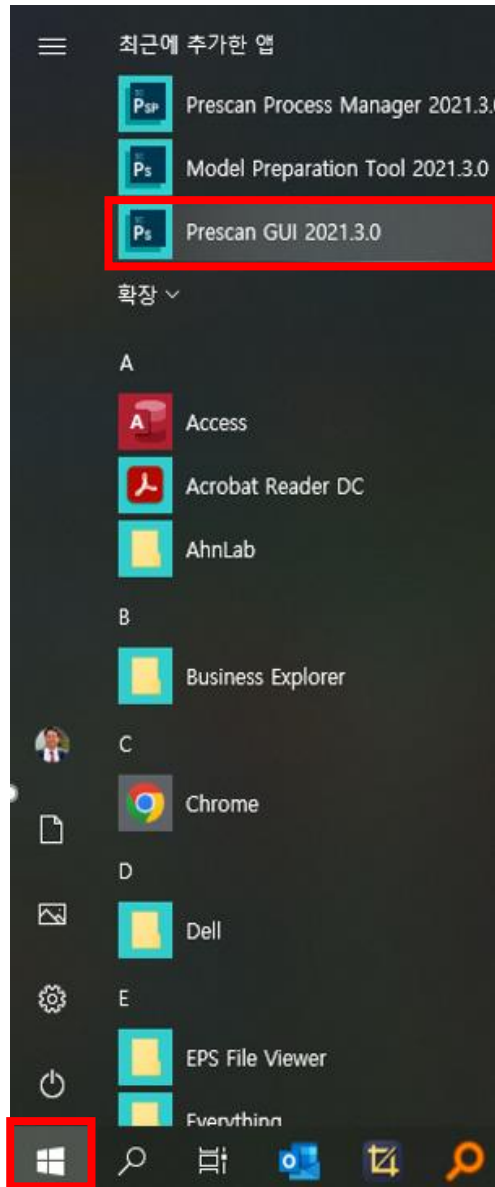 최근에 추가한 앱
Prescan Process Manager 2021.3.
Model Preparation Tool 2021.3.0
Prescan GUI 2021.3.0
확장
A
Access
Acrobat Reader DC
AhnLab
B
Business Explorer
C
Chrome
D
Dell
E
EPS File Viewer
Everything